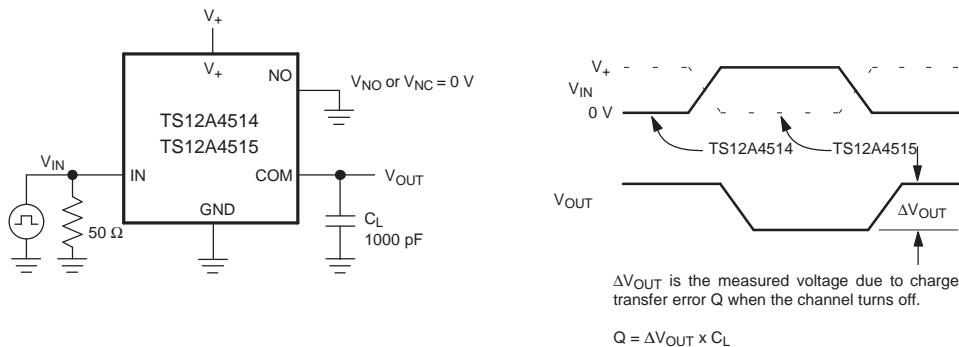 V+
V+
NO
VNO or VNC = 0 V
TS12A4514
TS12A4515
VIN
IN
COM
VOUT
GND
50 Ω
CL
1000 pF
V+
VIN
0 V
TS12A4514
TS12A4515
VOUT
ΔVOUT
ΔVOUT is the measured voltage due to charge
transfer error Q when the channel turns off.
Q = ΔVOUT x CL